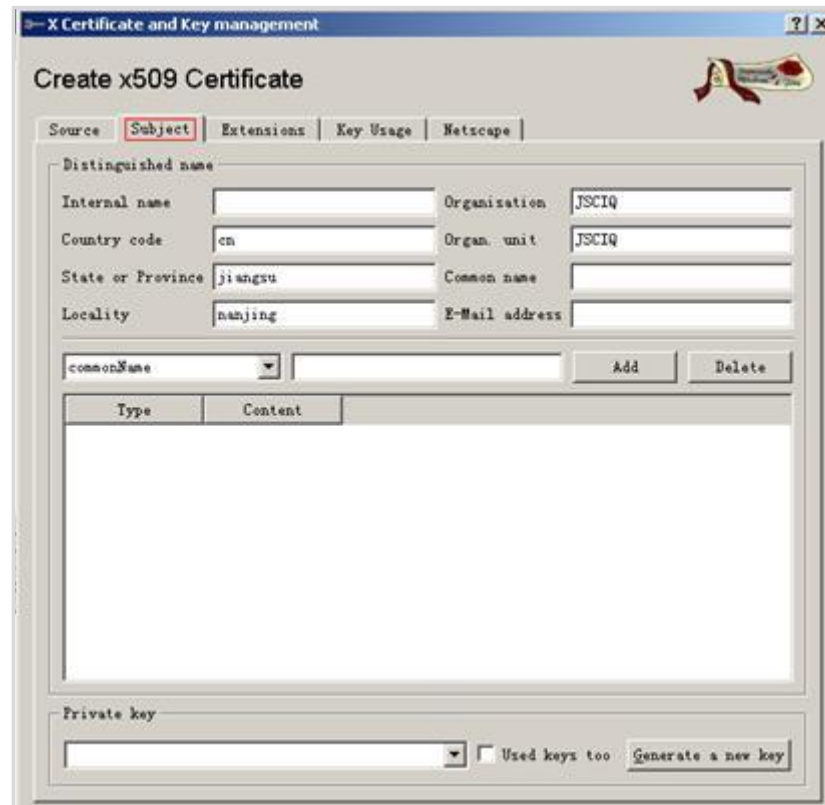 X Certificate and Key management
Create x509 Certificate
Source Subject Extensions Key Usage Netscape
Distinguished name
Internal name Organisation JSCIQ
Country code cn Organ. unit JSCIQ
State or Province jiangsu Common name
Locality nanjing E-Mail address
commonName Add Delete
Type Content
Private key
Used keys too Generate a new key